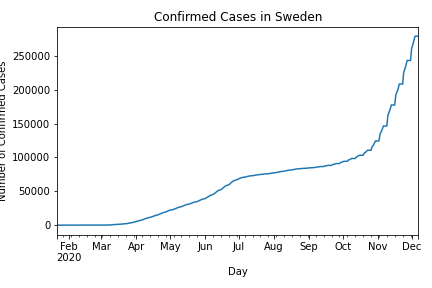 Confirmed Cases in Sweden
Number of Confirmed Cases
250000
200000
150000
100000
50000
0
Feb Mar Apr May Jun Jul Aug Sep Oct Nov Dec
2020
Day